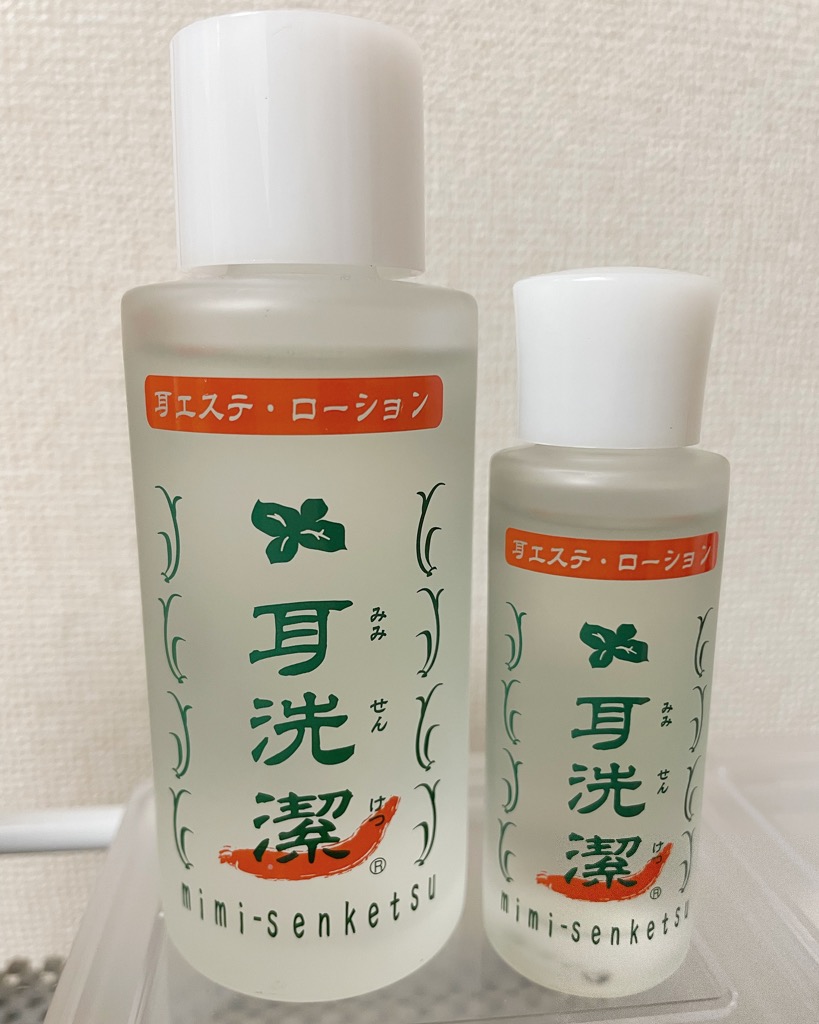 耳エステ・ローション
耳洗潔
みみせんけつ
®
mimi-senketsu
耳エステ・ローション
耳洗潔
みみせんけつ
®
mimi-senketsu